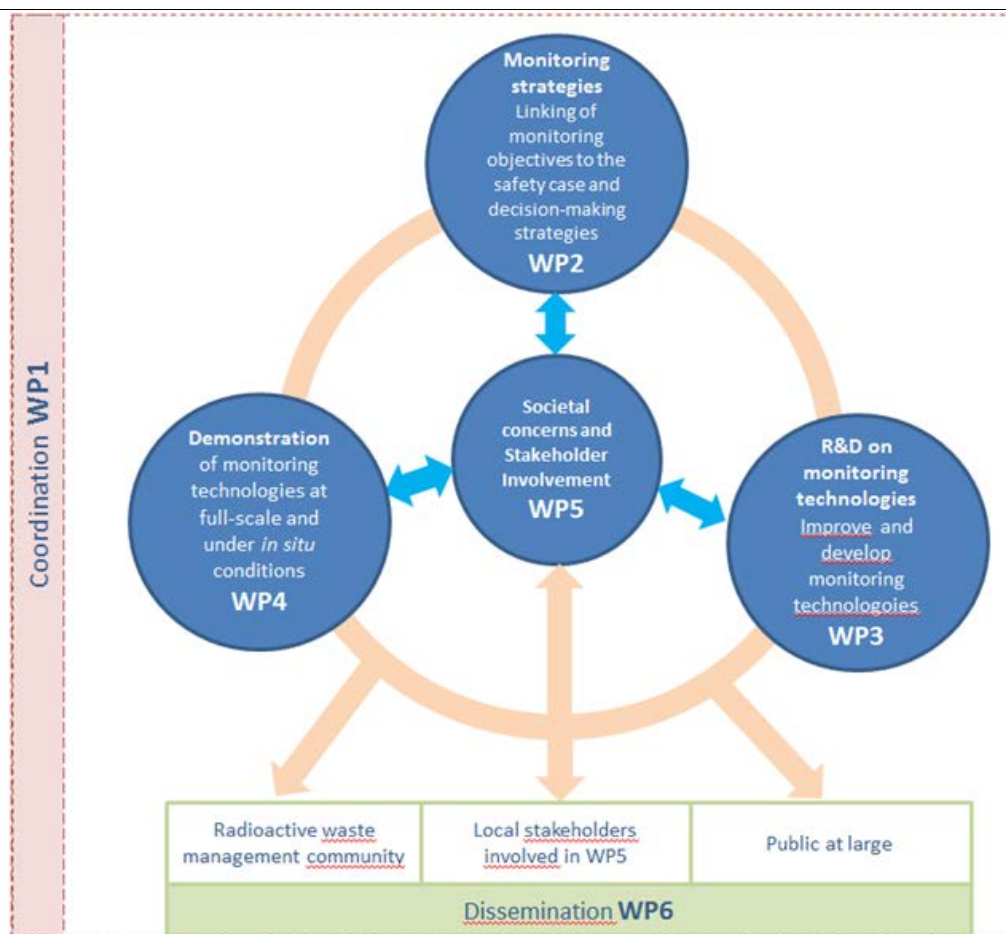 Coordination WP1
Monitoring
strategies
Linking of
monitoring
objectives to the
safety case and
decision-making
strategies
WP2
Societal
concerns and
Stakeholder
Involvement
WP5
Demonstration
of monitoring
technologies at
full-scale and
under in situ
conditions
WP4
R&D on
monitoring
technologies
Improve and
develop
monitoring
technologoies
WP3
Radioactive waste
management community
Local stakeholders
involved in WP5
Public at large
Dissemination WP6